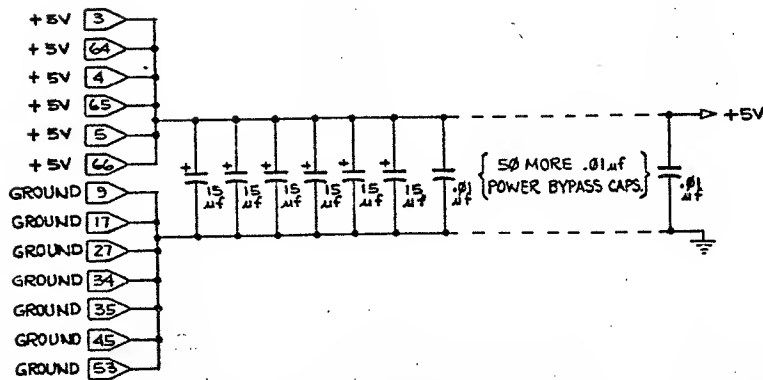 +5V 3
+5V 64
+5V 4
+5V 65
+5V 5
+5V 66
GROUND 9
GROUND 17
GROUND 27
GROUND 34
GROUND 35
GROUND 45
GROUND 53
+ 15 µf
+ 15 µf
+ 15 µf
+ 15 µf
+ 15 µf
+ 15 µf
.01 µf
{ 50 MORE .01µf
POWER BYPASS CAPS. }
.01 µf
+5V